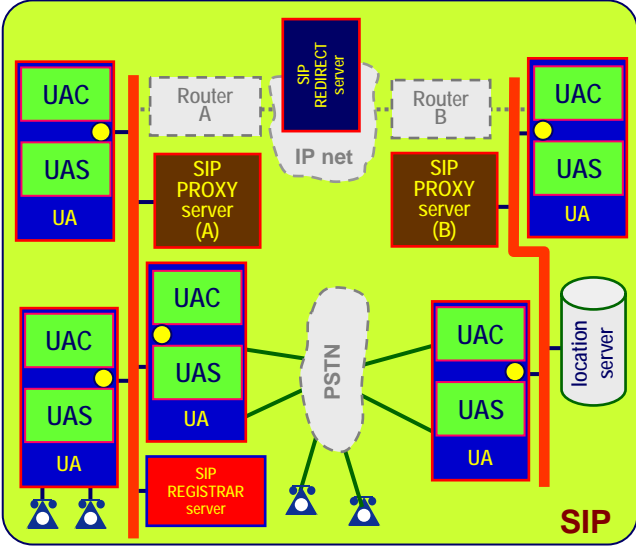 SIP
REDIRECT
server
UAC
UAS
UA
Router
A
IP net
Router
B
UAC
UAS
UA
SIP
PROXY
server
(A)
SIP
PROXY
server
(B)
UAC
UAS
UA
UAC
UAS
UA
PSTN
UAC
UAS
UA
location
server
SIP
REGISTRAR
server
SIP